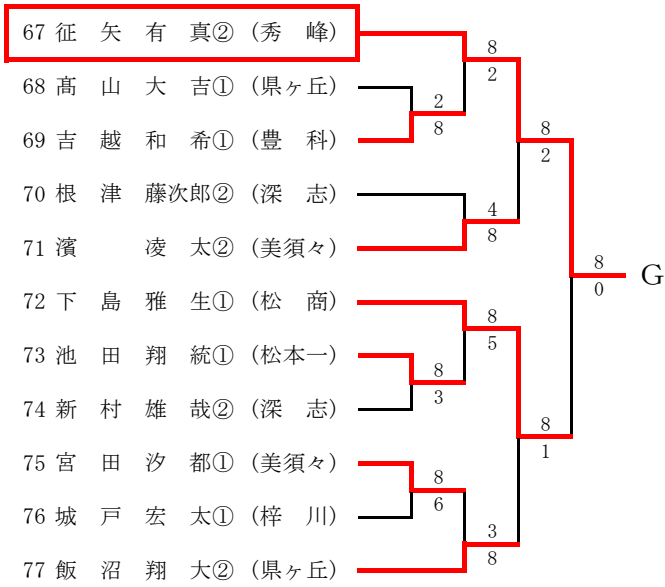 67 征矢有真② (秀峰)
8
2
68 髙山大吉① (県ヶ丘)
2
8
69 吉越和希① (豊科)
8
2
70 根津藤次郎② (深志)
4
8
71 濱凌太② (美須々)
8
0
G
72 下島雅生① (松商)
8
5
73 池田翔統① (松本一)
8
3
74 新村雄哉② (深志)
8
1
75 宮田汐都① (美須々)
8
6
76 城戸宏太① (梓川)
3
8
77 飯沼翔大② (県ヶ丘)